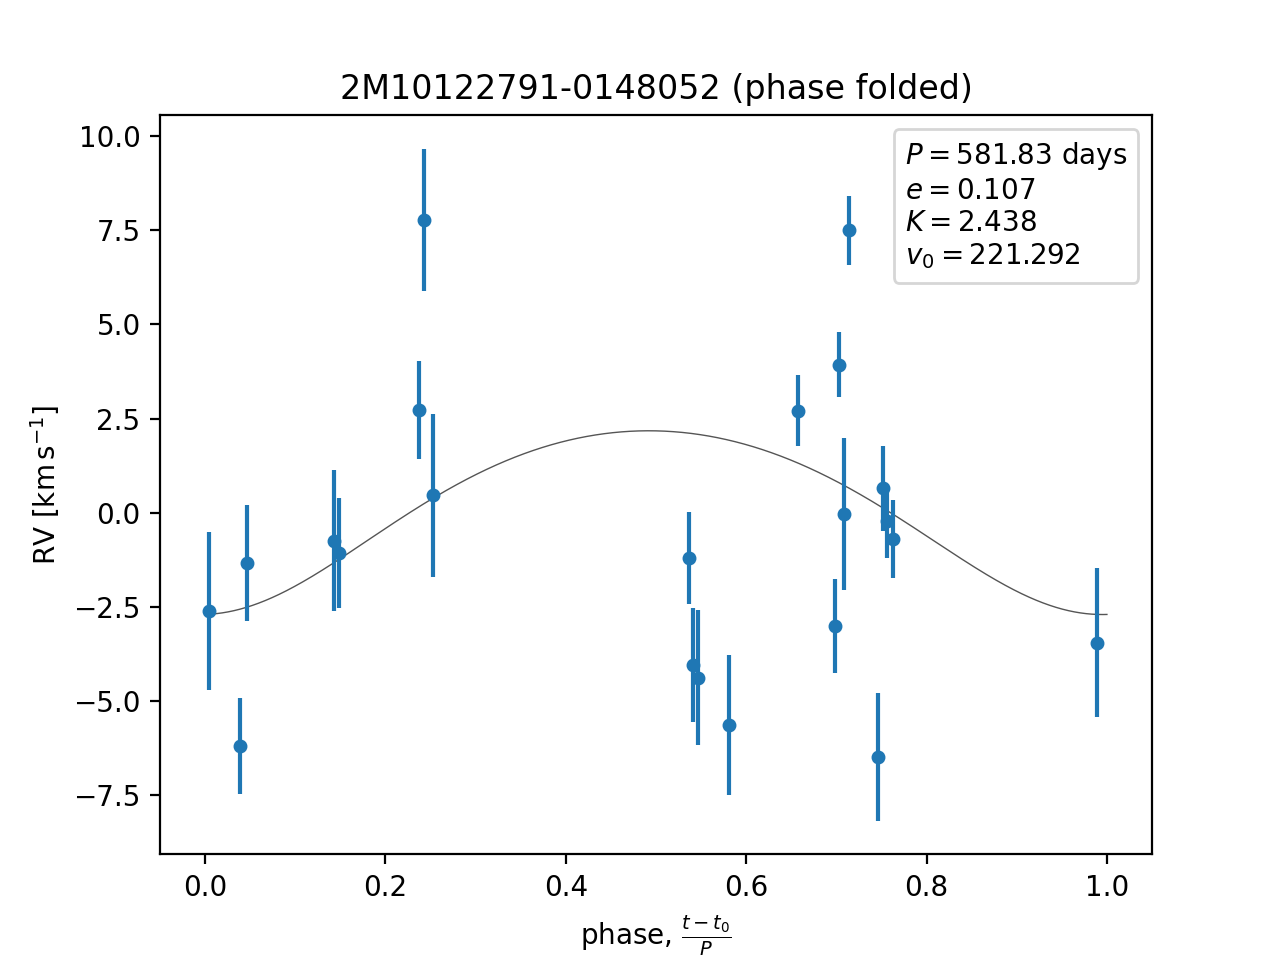 2M10122791-0148052 (phase folded)
P = 581.83 days
e = 0.107
K = 2.438
v₀ = 221.292
10.0
7.5
5.0
2.5
0.0
−2.5
−5.0
−7.5
RV [km s⁻¹]
0.0 0.2 0.4 0.6 0.8 1.0
phase, (t − t₀)/P